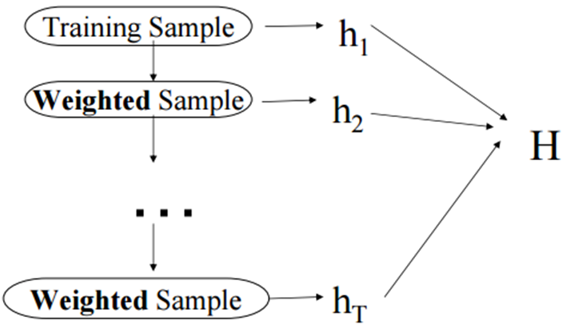 Training Sample
h1
Weighted Sample
h2
H
...
Weighted Sample
hT